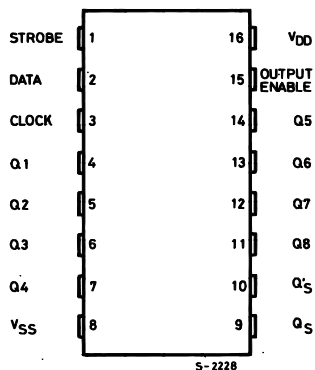 STROBE 1 16 VDD
DATA 2 15 OUTPUT ENABLE
CLOCK 3 14 Q5
Q1 4 13 Q6
Q2 5 12 Q7
Q3 6 11 Q8
Q4 7 10 Q'S
VSS 8 9 QS
S-2228